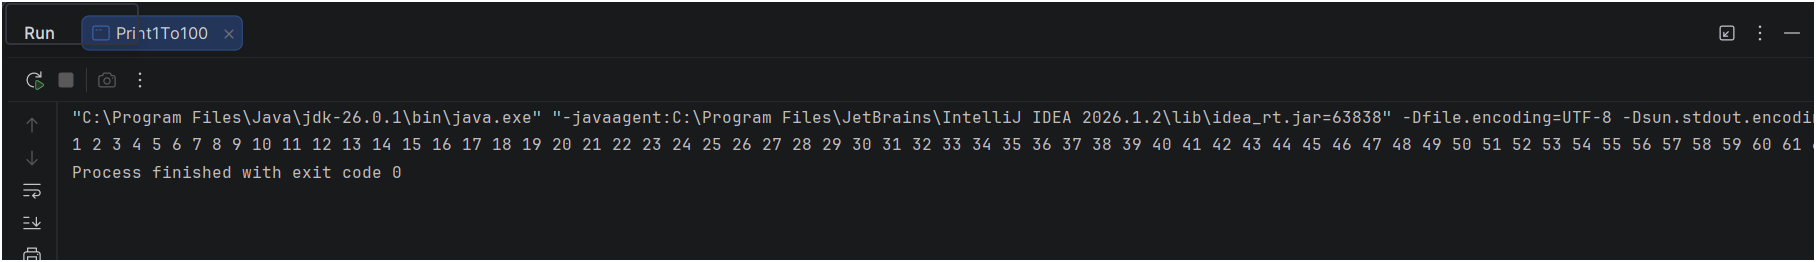 Run Print1To100
"C:\Program Files\Java\jdk-26.0.1\bin\java.exe" "-javaagent:C:\Program Files\JetBrains\IntelliJ IDEA 2026.1.2\lib\idea_rt.jar=63838" -Dfile.encoding=UTF-8 -Dsun.stdout.encodi
1 2 3 4 5 6 7 8 9 10 11 12 13 14 15 16 17 18 19 20 21 22 23 24 25 26 27 28 29 30 31 32 33 34 35 36 37 38 39 40 41 42 43 44 45 46 47 48 49 50 51 52 53 54 55 56 57 58 59 60 61
Process finished with exit code 0